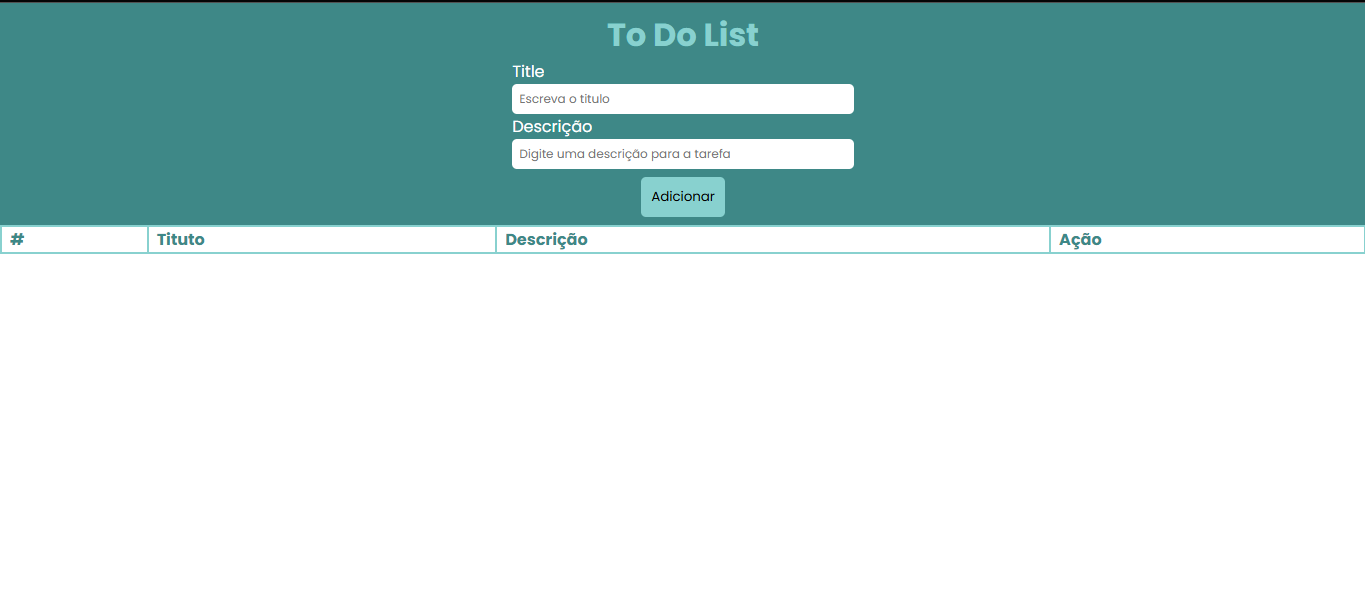 To Do List
Title
Escreva o titulo
Descrição
Digite uma descrição para a tarefa
Adicionar
# Tituto Descrição Ação